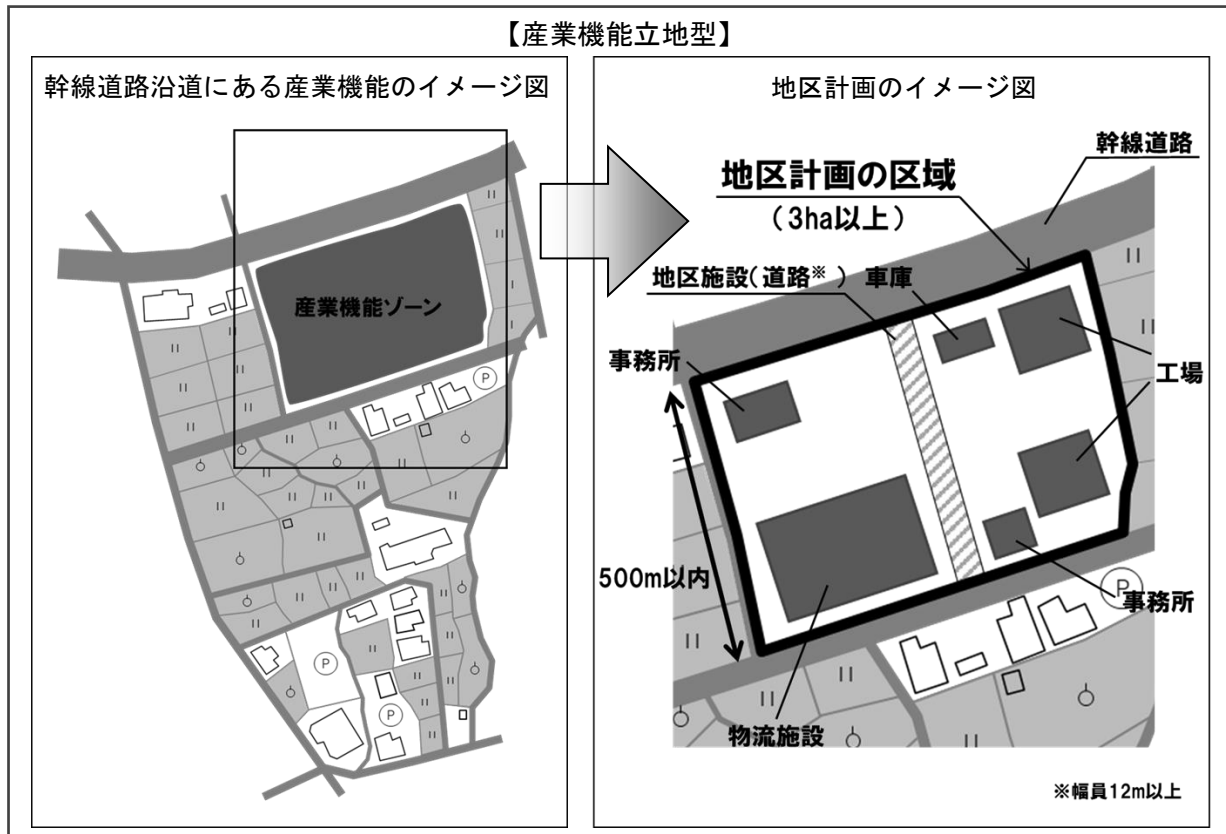 【産業機能立地型】
幹線道路沿道にある産業機能のイメージ図
産業機能ゾーン
P
P
P
地区計画のイメージ図
幹線道路
地区計画の区域
（3ha以上）
地区施設（道路※）
車庫
事務所
工場
500m以内
P
事務所
物流施設
※幅員12m以上